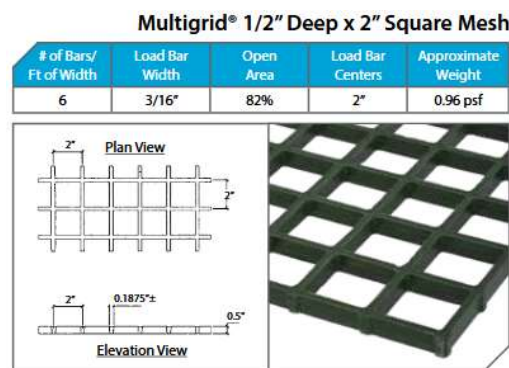 Multigrid® 1/2” Deep x 2” Square Mesh
# of Bars/ Load Bar Open Load Bar Approximate
Ft of Width Width Area Centers Weight
6 3/16” 82% 2” 0.96 psf
2” Plan View
2”
2” 0.1875”± 0.5”
Elevation View